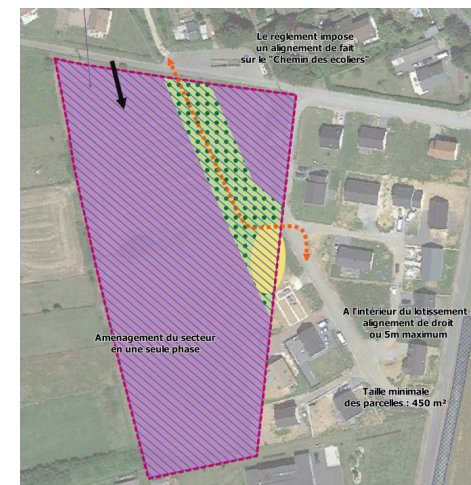 Le règlement impose
un alignement de fait
sur le "Chemin des écoliers"
A l'intérieur du lotissement
alignement de droit
ou 5m maximum
Aménagement du secteur
en une seule phase
Taille minimale
des parcelles : 450 m²